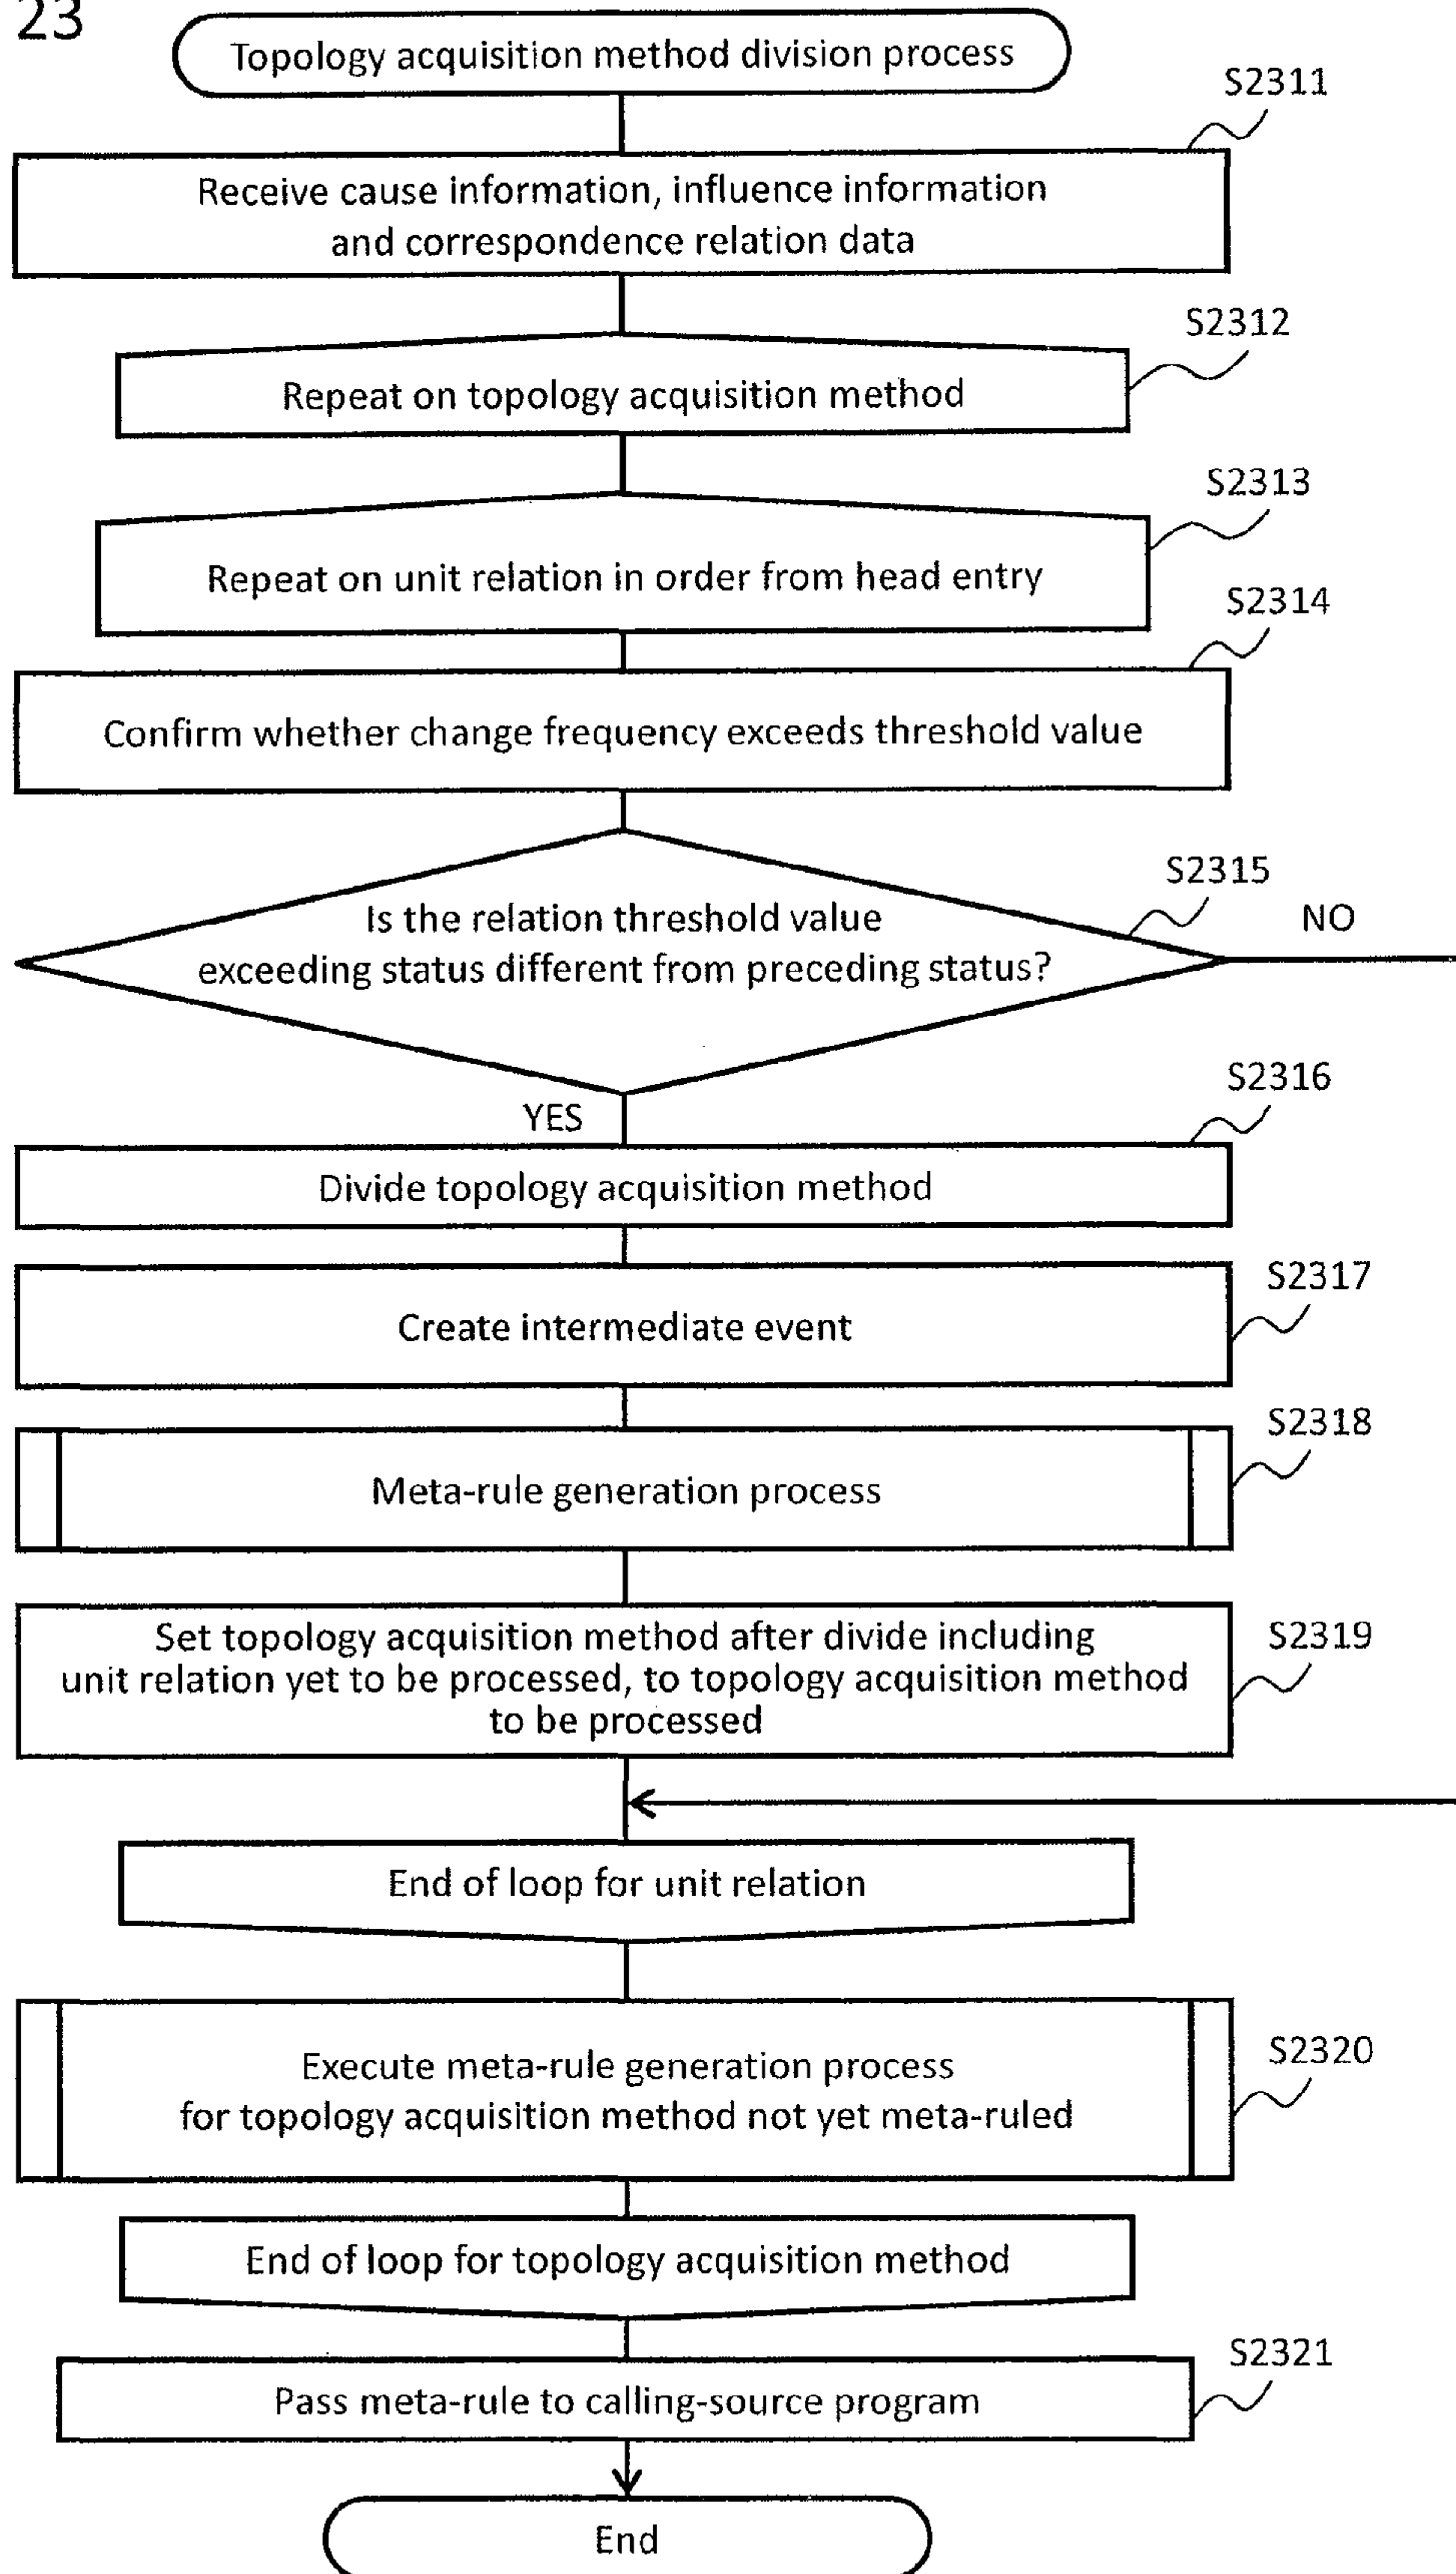 23
Topology acquisition method division process
S2311
Receive cause information, influence information
and correspondence relation data
S2312
Repeat on topology acquisition method
S2313
Repeat on unit relation in order from head entry
S2314
Confirm whether change frequency exceeds threshold value
S2315
Is the relation threshold value
exceeding status different from preceding status?
NO
YES
S2316
Divide topology acquisition method
S2317
Create intermediate event
S2318
Meta-rule generation process
S2319
Set topology acquisition method after divide including
unit relation yet to be processed, to topology acquisition method
to be processed
End of loop for unit relation
S2320
Execute meta-rule generation process
for topology acquisition method not yet meta-ruled
End of loop for topology acquisition method
S2321
Pass meta-rule to calling-source program
End